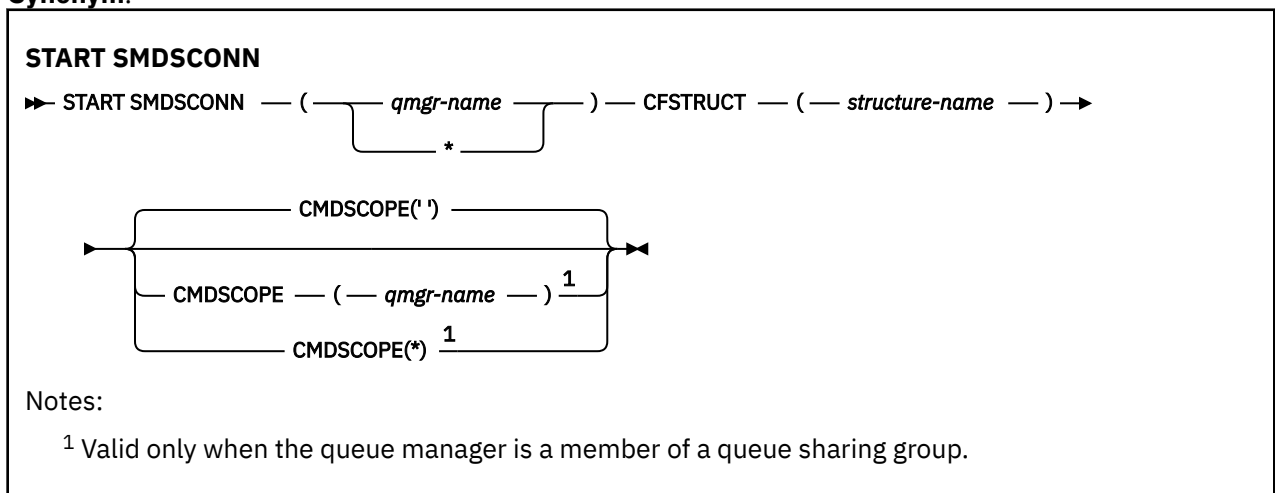 START SMDSCONN
START SMDSCONN ( qmgr-name ) CFSTRUCT ( structure-name )
*
CMDSCOPE(' ')
CMDSCOPE ( qmgr-name ) 1
CMDSCOPE(*) 1
Notes:
1 Valid only when the queue manager is a member of a queue sharing group.